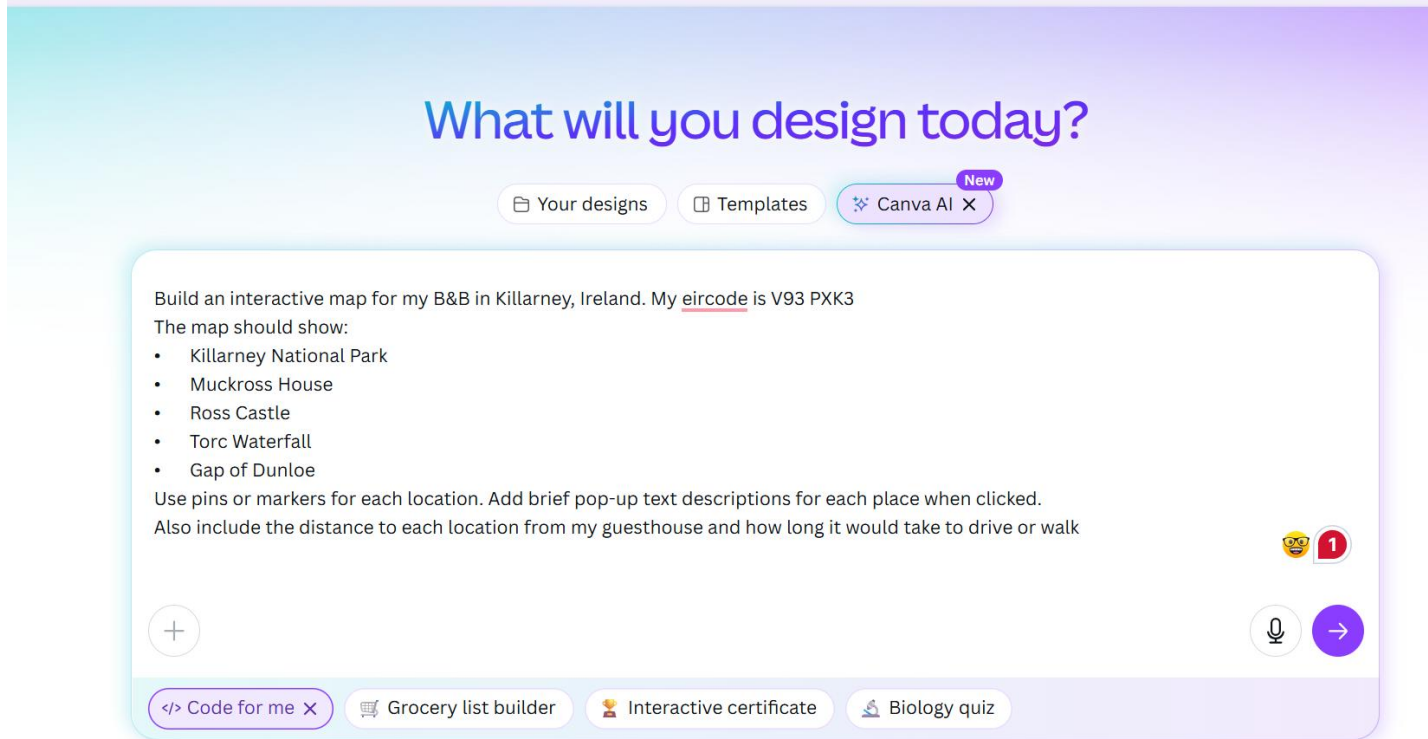 What will you design today?
New
Your designs
Templates
Canva AI
Build an interactive map for my B&B in Killarney, Ireland. My eircode is V93 PXK3
The map should show:
• Killarney National Park
• Muckross House
• Ross Castle
• Torc Waterfall
• Gap of Dunloe
Use pins or markers for each location. Add brief pop-up text descriptions for each place when clicked.
Also include the distance to each location from my guesthouse and how long it would take to drive or walk
1
</> Code for me
Grocery list builder
Interactive certificate
Biology quiz